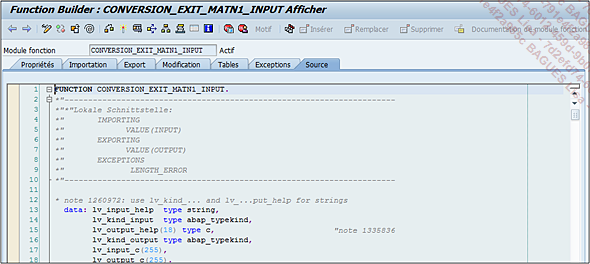 Function Builder : CONVERSION_EXIT_MATN1_INPUT Afficher
Motif Insérer Remplacer Supprimer Documentation de module fonction
Module fonction CONVERSION_EXIT_MATN1_INPUT Actif
Propriétés Importation Export Modification Tables Exceptions Source
1 FUNCTION CONVERSION_EXIT_MATN1_INPUT.
2 *"----------------------------------------------------------------------
3 *"*"Lokale Schnittstelle:
4 *" IMPORTING
5 *" VALUE(INPUT)
6 *" EXPORTING
7 *" VALUE(OUTPUT)
8 *" EXCEPTIONS
9 *" LENGTH_ERROR
10 *"----------------------------------------------------------------------
11
12 * note 1260972: use lv_kind_... and lv_...put_help for strings
13 data: lv_input_help type string,
14 lv_kind_input type abap_typekind,
15 lv_output_help(18) type c, "note 1335836
16 lv_kind_output type abap_typekind,
17 lv_input_c(255),
18 lv_output_c(255).